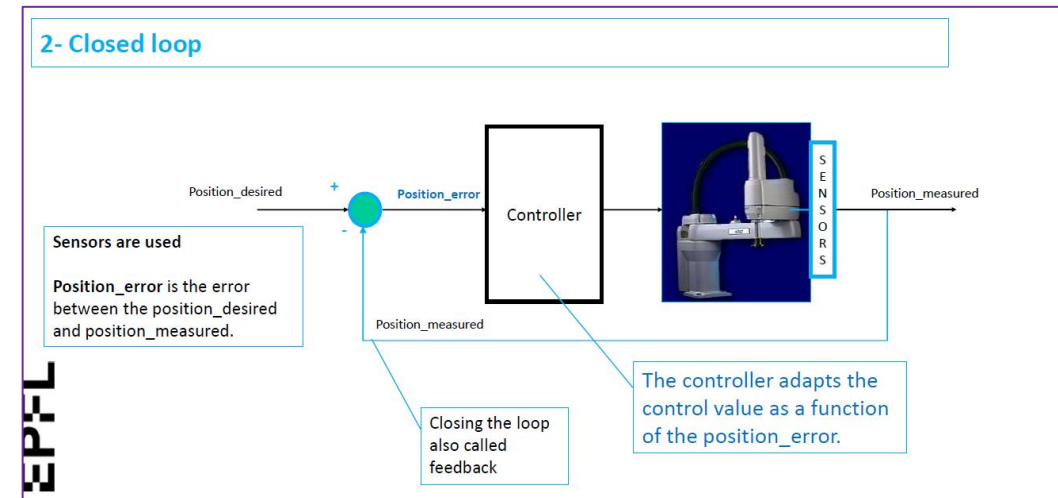 2- Closed loop
Position_desired
+
-
Position_error
Controller
SENSORS
Position_measured
Sensors are used
Position_error is the error
between the position_desired
and position_measured.
Position_measured
The controller adapts the
control value as a function
of the position_error.
Closing the loop
also called
feedback
EPFL